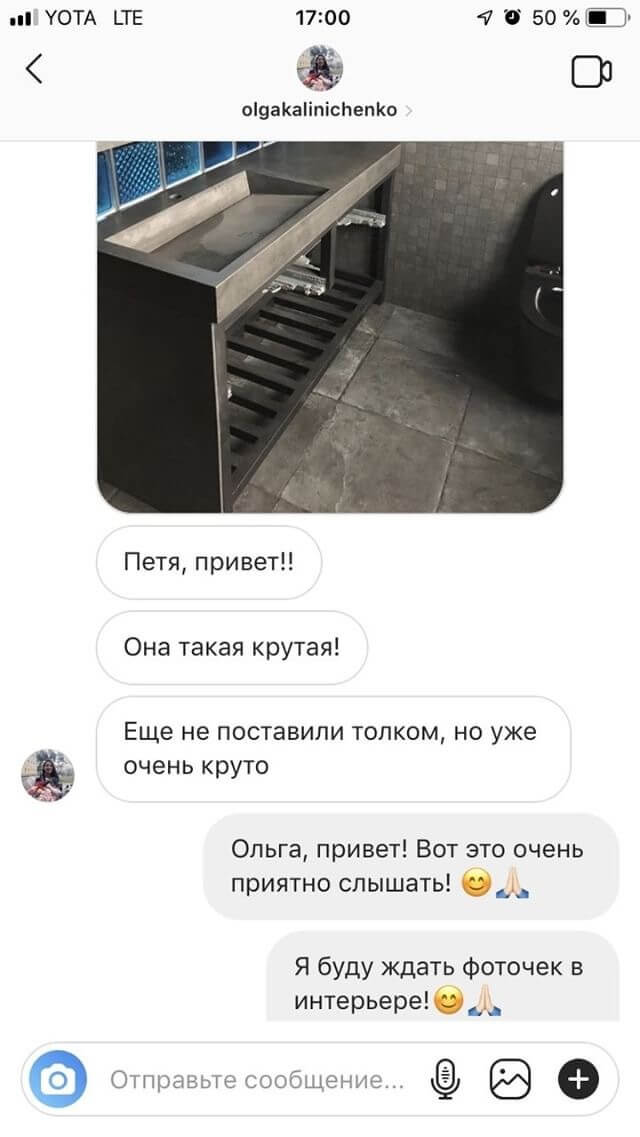 YOTA LTE 17:00 50 %
olgakalinichenko
Петя, привет!!
Она такая крутая!
Еще не поставили толком, но уже
очень круто
Ольга, привет! Вот это очень
приятно слышать! 😊🙏🏻
Я буду ждать фоточек в
интерьере!😊🙏🏻
Отправьте сообщение...